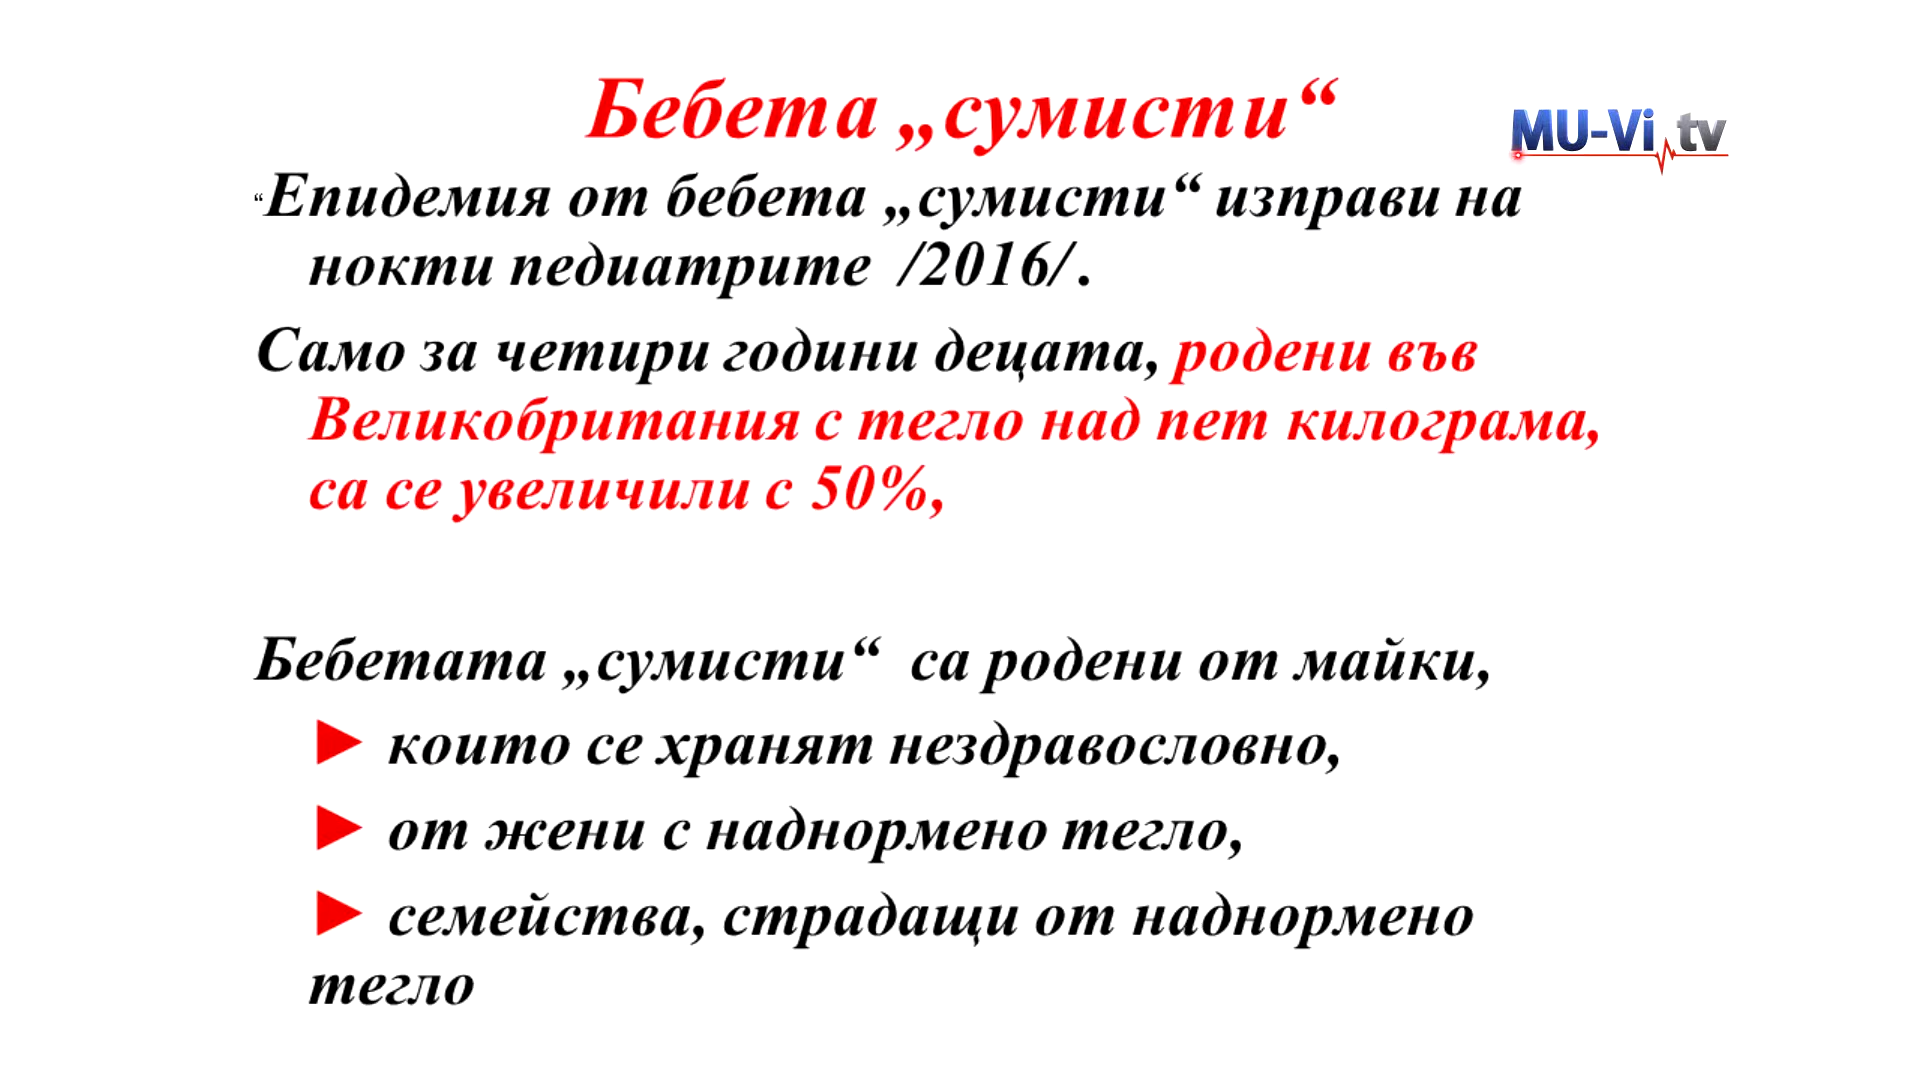 Бебета „сумисти“
MU-Vi tv
“Епидемия от бебета „сумисти“ изправи на
нокти педиатрите /2016/ .
Само за четири години децата, родени във
Великобритания с тегло над пет килограма,
са се увеличили с 50%,
Бебетата „сумисти“ са родени от майки,
► които се хранят нездравословно,
► от жени с наднормено тегло,
► семейства, страдащи от наднормено
тегло